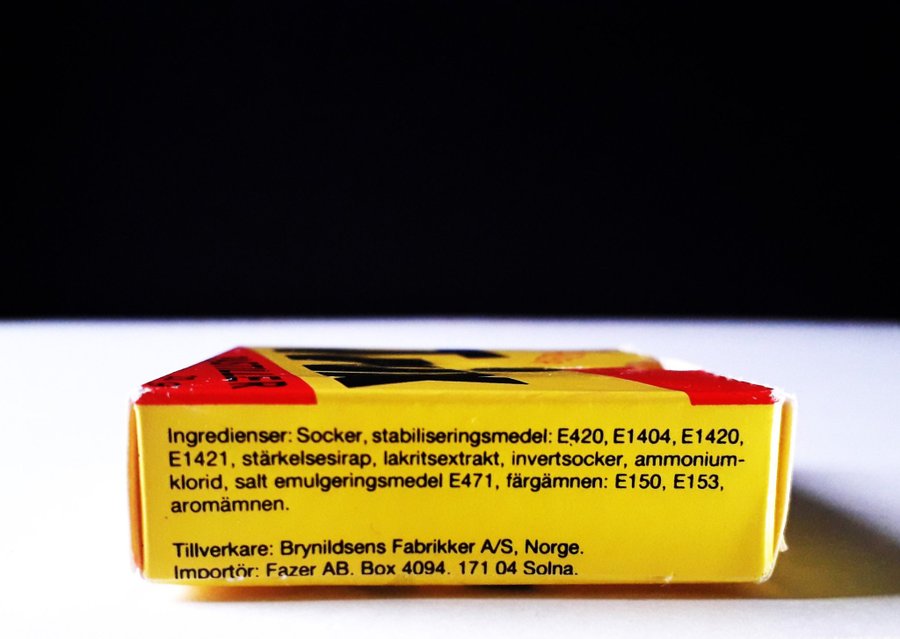 Ingredienser: Socker, stabiliseringsmedel: E420, E1404, E1420,
E1421, stärkelsesirap, lakritsextrakt, invertsocker, ammonium-
klorid, salt emulgeringsmedel E471, färgämnen: E150, E153,
aromämnen.
Tillverkare: Brynildsens Fabrikker A/S, Norge.
Importör: Fazer AB. Box 4094. 171 04 Solna.